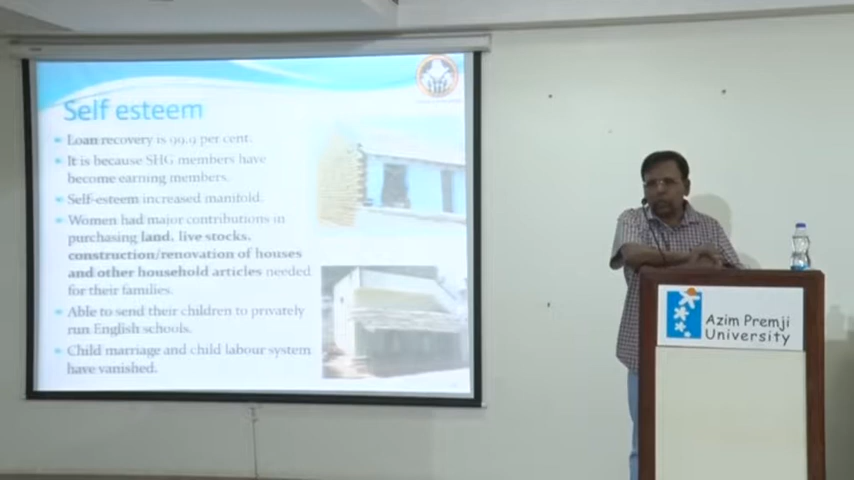 Self esteem
Loan recovery is 99.9 per cent.
It is because SHG members have
become earning members.
Self-esteem increased manifold.
Women had major contributions in
purchasing land, live stocks,
construction/renovation of houses
and other household articles needed
for their families.
Able to send their children to privately
run English schools.
Child marriage and child labour system
have vanished.
Azim Premji
University